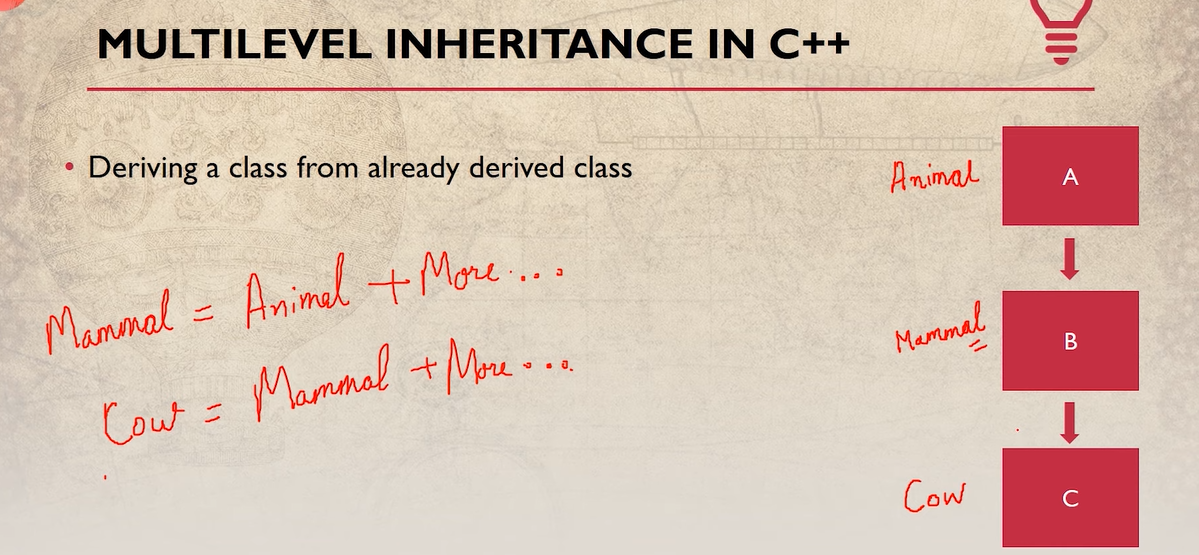 MULTILEVEL INHERITANCE IN C++
• Deriving a class from already derived class
Animal
A
Mammal = Animal + More....
Mammal
B
Cow = Mammal + More....
Cow
C